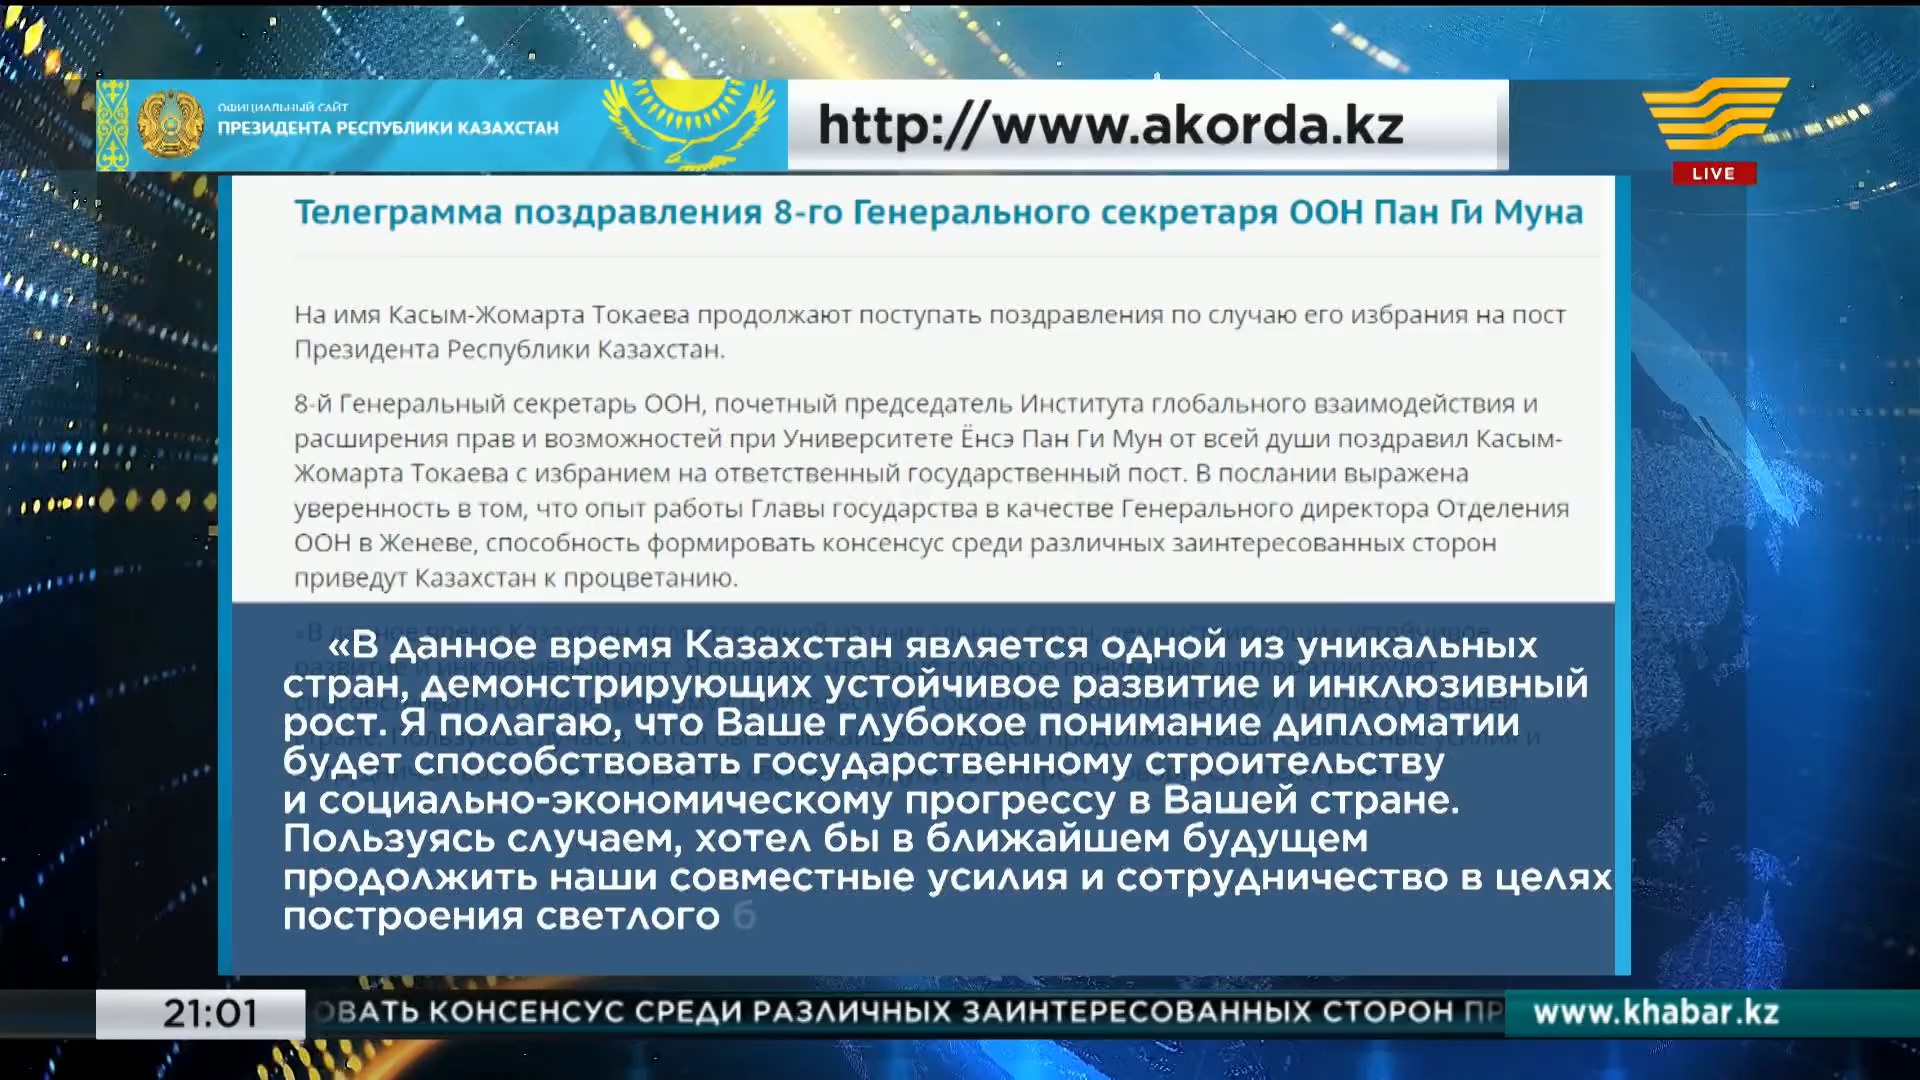 ОФИЦИАЛЬНЫЙ САЙТ
ПРЕЗИДЕНТА РЕСПУБЛИКИ КАЗАХСТАН
http://www.akorda.kz
LIVE
Телеграмма поздравления 8-го Генерального секретаря ООН Пан Ги Муна
На имя Касым-Жомарта Токаева продолжают поступать поздравления по случаю его избрания на пост
Президента Республики Казахстан.
8-й Генеральный секретарь ООН, почетный председатель Института глобального взаимодействия и
расширения прав и возможностей при Университете Ёнсэ Пан Ги Мун от всей души поздравил Касым-
Жомарта Токаева с избранием на ответственный государственный пост. В послании выражена
уверенность в том, что опыт работы Главы государства в качестве Генерального директора Отделения
ООН в Женеве, способность формировать консенсус среди различных заинтересованных сторон
приведут Казахстан к процветанию.
«В данное время Казахстан является одной из уникальных
стран, демонстрирующих устойчивое развитие и инклюзивный
рост. Я полагаю, что Ваше глубокое понимание дипломатии
будет способствовать государственному строительству
и социально-экономическому прогрессу в Вашей стране.
Пользуясь случаем, хотел бы в ближайшем будущем
продолжить наши совместные усилия и сотрудничество в целях
построения светлого б
21:01
ОВАТЬ КОНСЕНСУС СРЕДИ РАЗЛИЧНЫХ ЗАИНТЕРЕСОВАННЫХ СТОРОН ПР
www.khabar.kz